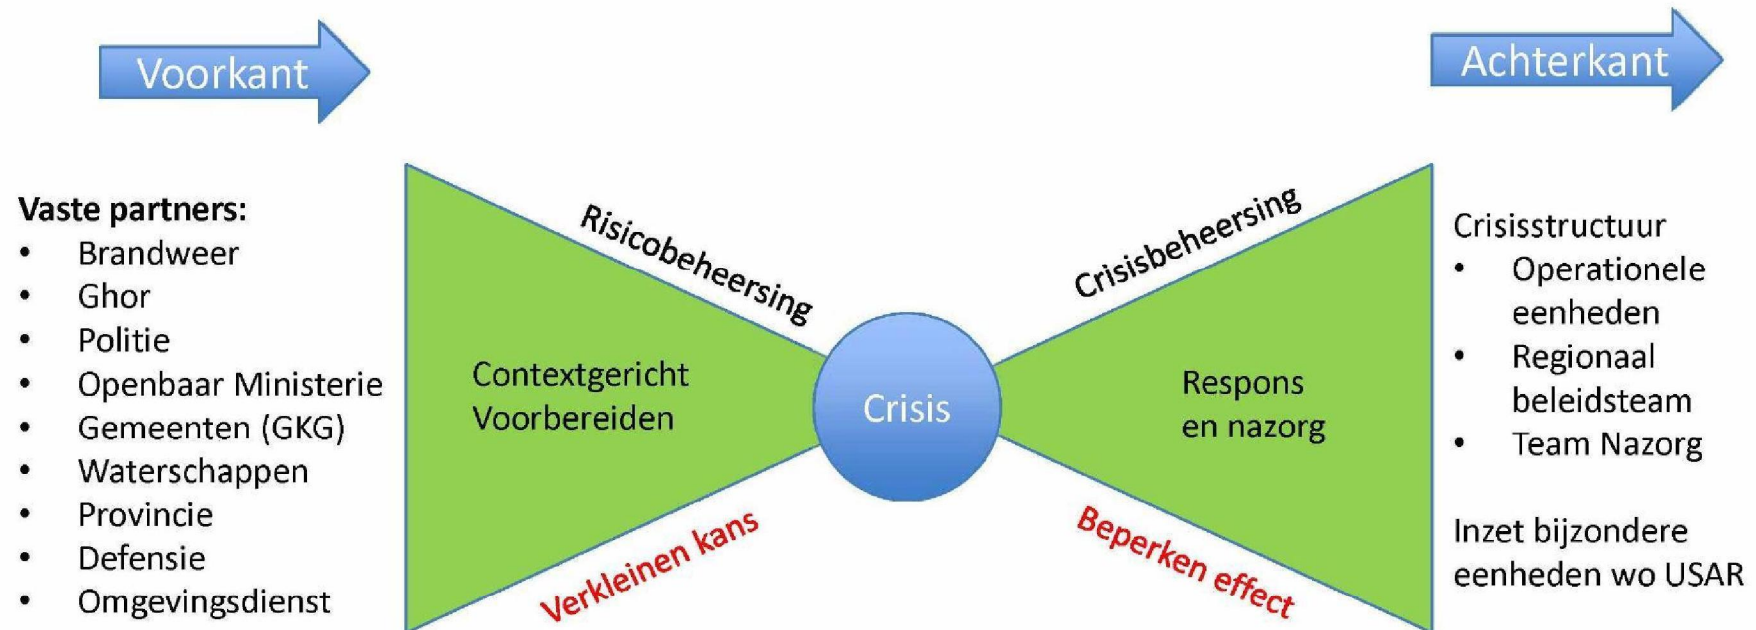 Voorkant
Achterkant
Vaste partners:
• Brandweer
• Ghor
• Politie
• Openbaar Ministerie
• Gemeenten (GKG)
• Waterschappen
• Provincie
• Defensie
• Omgevingsdienst
Risicobeheersing
Contextgericht
Voorbereiden
Verkleinen kans
Crisis
Crisisbeheersing
Respons
en nazorg
Beperken effect
Crisisstructuur
• Operationele
eenheden
• Regionaal
beleidsteam
• Team Nazorg
Inzet bijzondere
eenheden wo USAR